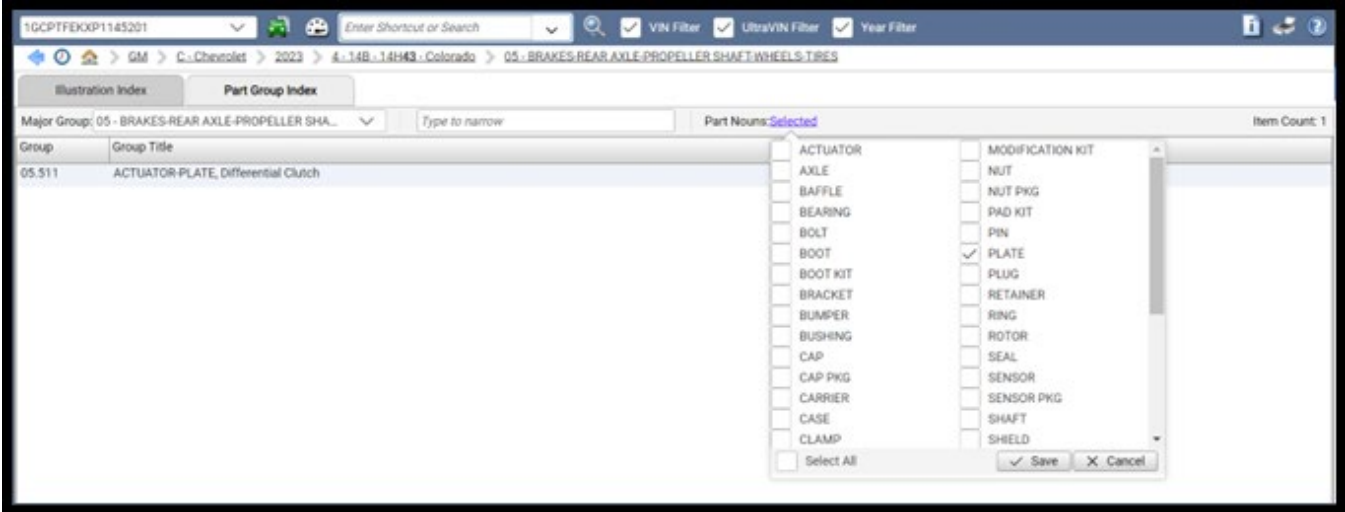 1GCPTFEKXP1145201 Enter Shortcut or Search VIN Filter UltraVIN Filter Year Filter
> GM > C - Chevrolet > 2023 > 4 - 14B - 14H43 - Colorado > 05 - BRAKES-REAR AXLE-PROPELLER SHAFT-WHEELS-TIRES
Illustration Index Part Group Index
Major Group: 05 - BRAKES-REAR AXLE-PROPELLER SHA... Type to narrow Part Nouns:Selected Item Count: 1
Group Group Title
05.511 ACTUATOR-PLATE, Differential Clutch
ACTUATOR MODIFICATION KIT
AXLE NUT
BAFFLE NUT PKG
BEARING PAD KIT
BOLT PIN
BOOT PLATE
BOOT KIT PLUG
BRACKET RETAINER
BUMPER RING
BUSHING ROTOR
CAP SEAL
CAP PKG SENSOR
CARRIER SENSOR PKG
CASE SHAFT
CLAMP SHIELD
Select All Save Cancel